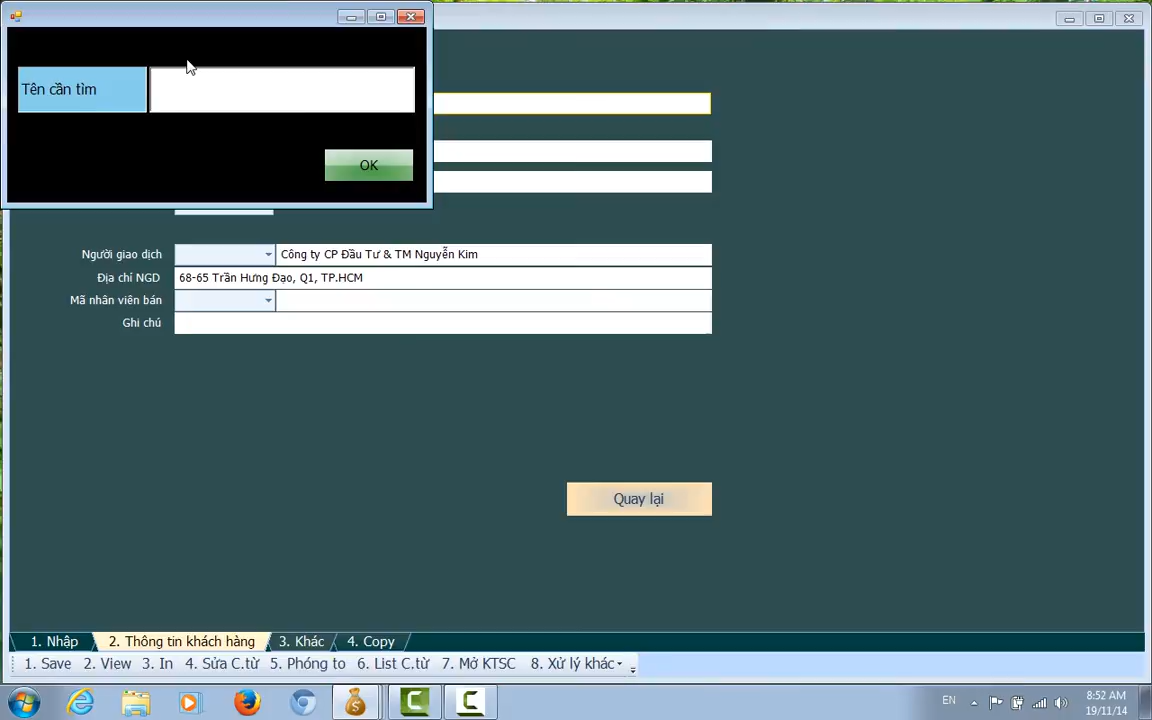 Tên cần tìm
OK
Người giao dịch Công ty CP Đầu Tư & TM Nguyễn Kim
Địa chí NGD 68-65 Trần Hưng Đạo, Q1, TP.HCM
Mã nhân viên bán
Ghi chú
Quay lại
1. Nhập 2. Thông tin khách hàng 3. Khác 4. Copy
1. Save 2. View 3. In 4. Sửa C.từ 5. Phóng to 6. List C.từ 7. Mở KTSC 8. Xử lý khác
EN 8:52 AM
19/11/14